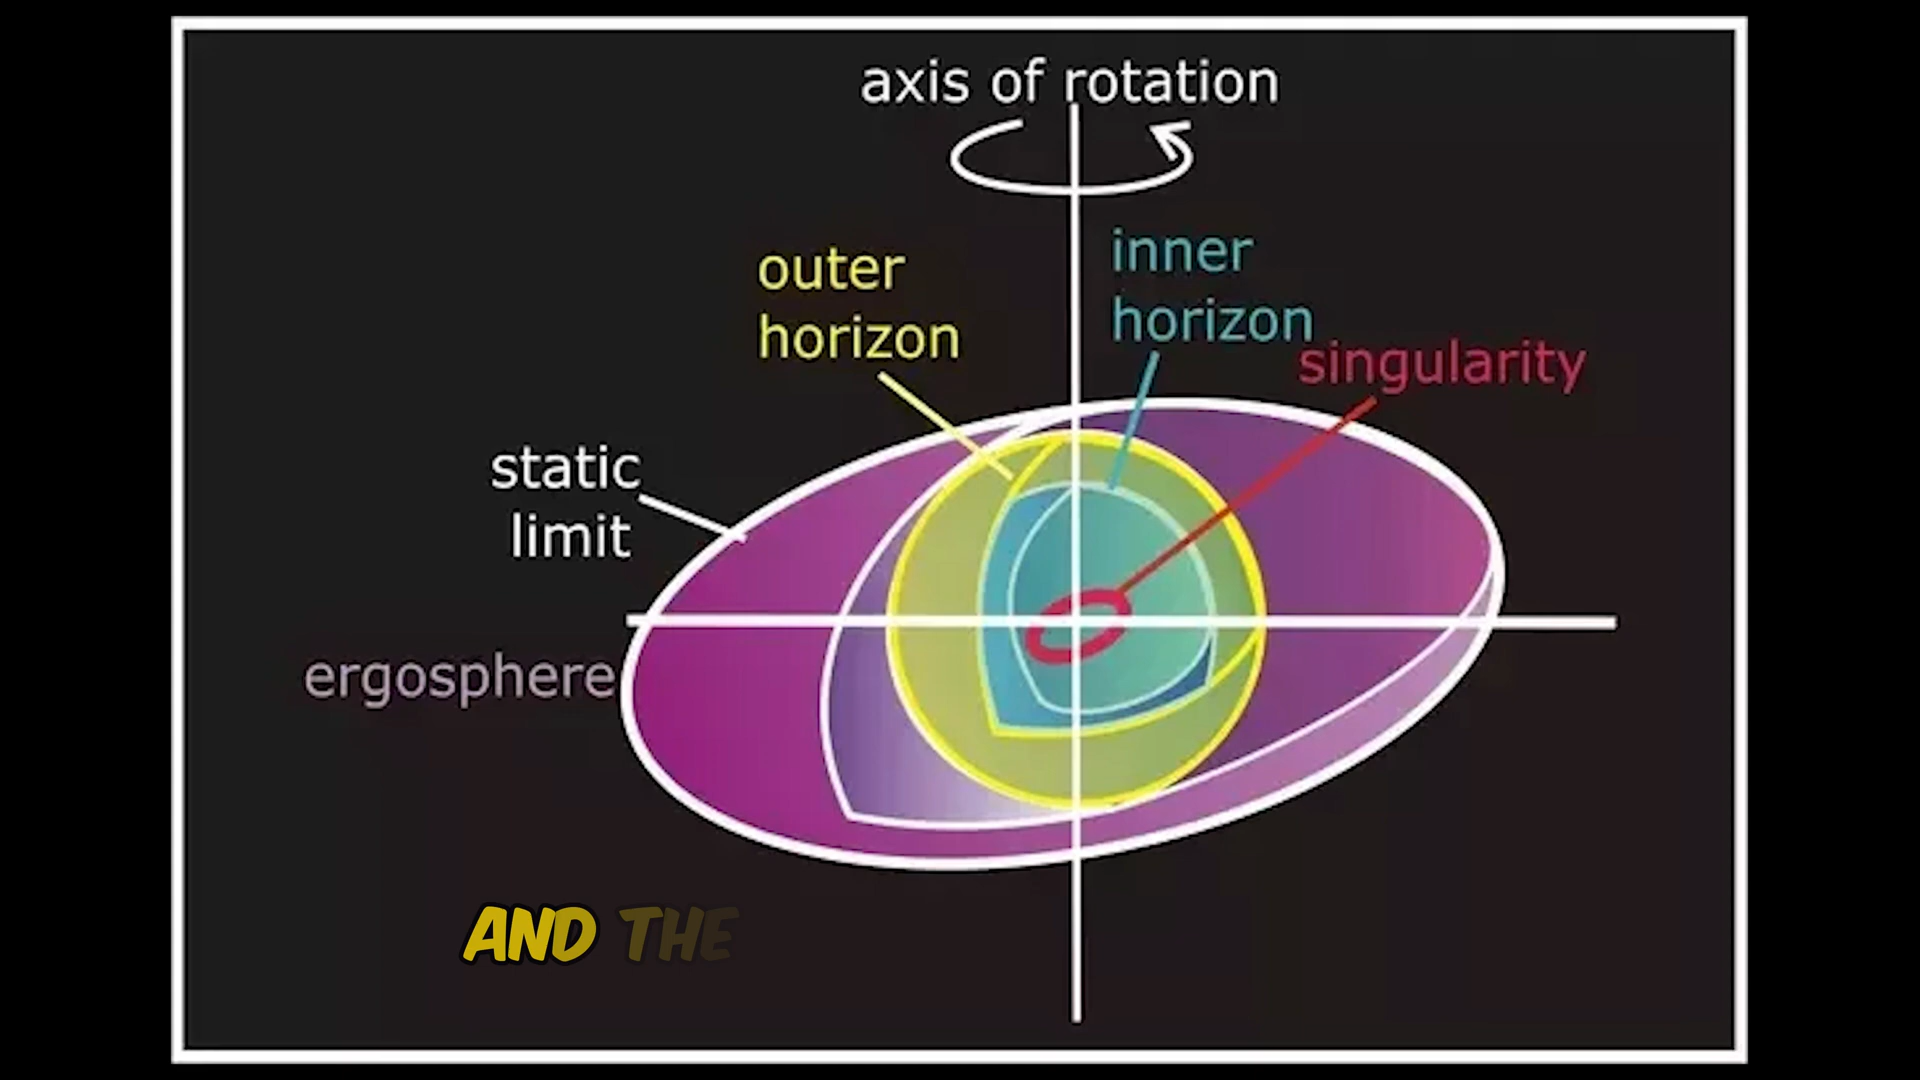 axis of rotation
outer
horizon
inner
horizon
singularity
static
limit
ergosphere
AND THE